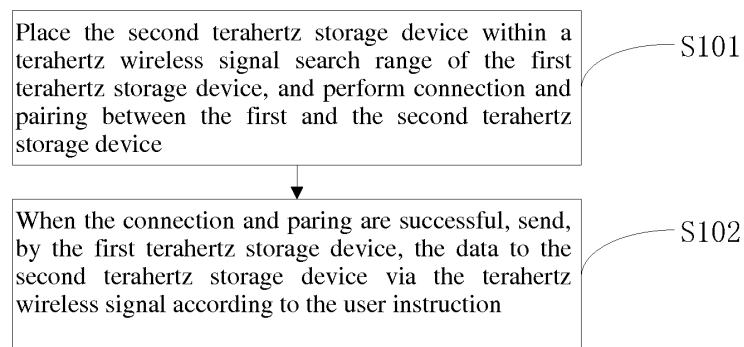 Place the second terahertz storage device within a
terahertz wireless signal search range of the first
terahertz storage device, and perform connection and
pairing between the first and the second terahertz
storage device
S101
When the connection and paring are successful, send,
by the first terahertz storage device, the data to the
second terahertz storage device via the terahertz
wireless signal according to the user instruction
S102